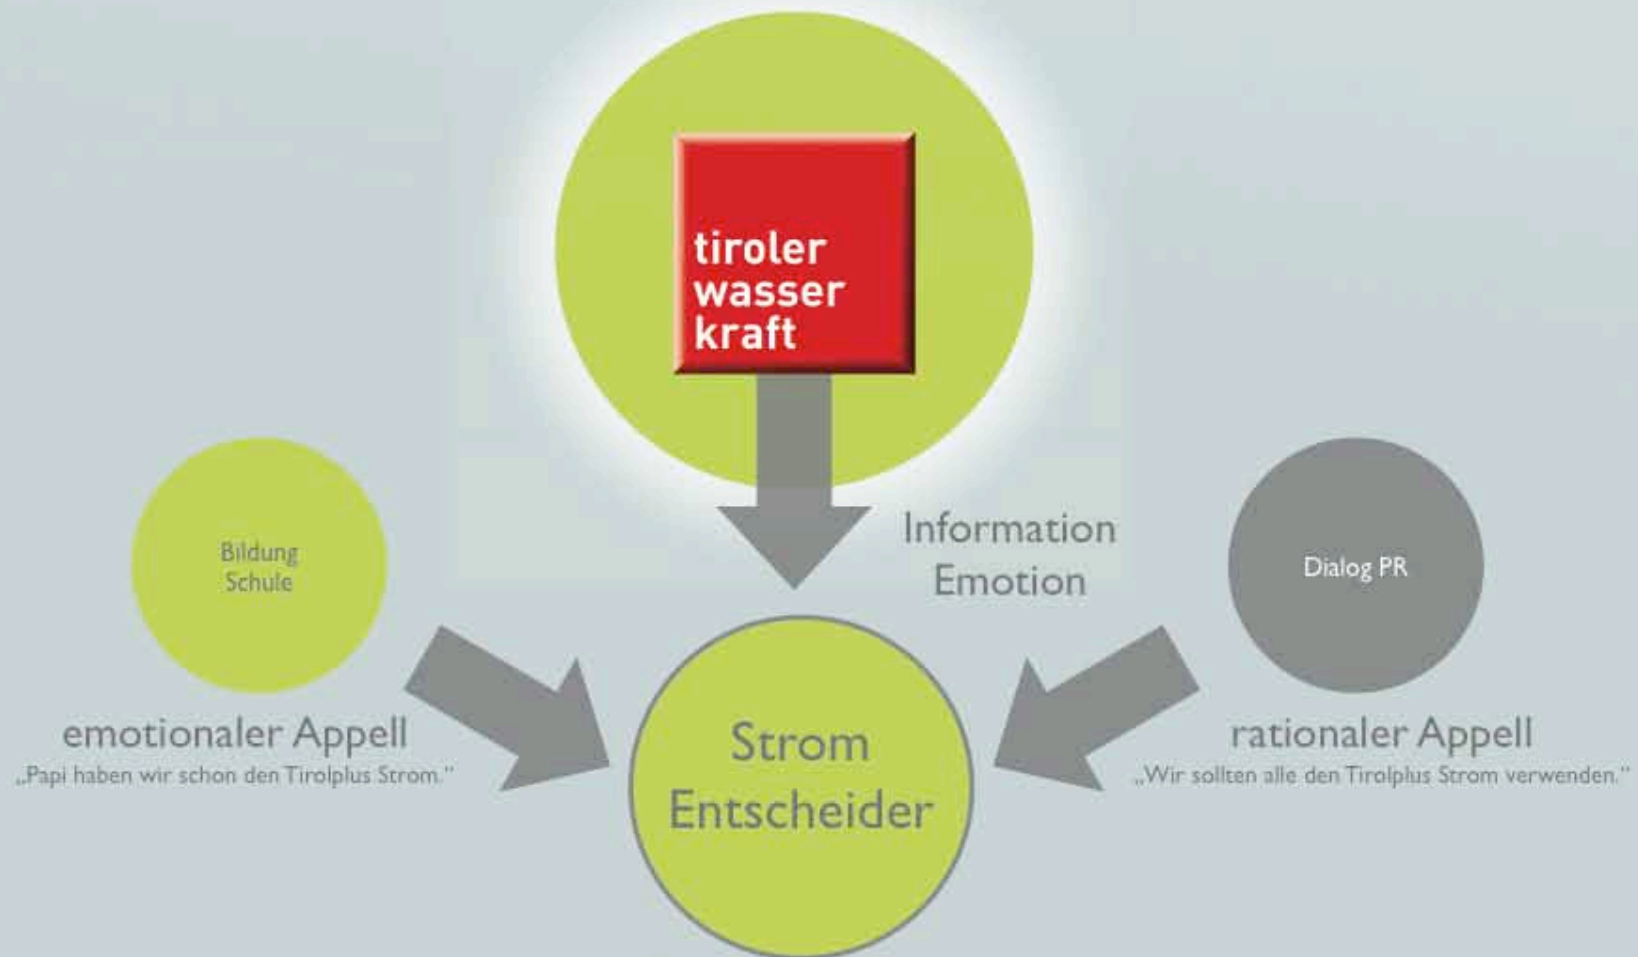 tiroler
wasser
kraft
Information
Emotion
Bildung
Schule
Dialog PR
emotionaler Appell
„Papi haben wir schon den Tirolplus Strom.“
Strom
Entscheider
rationaler Appell
„Wir sollten alle den Tirolplus Strom verwenden.“